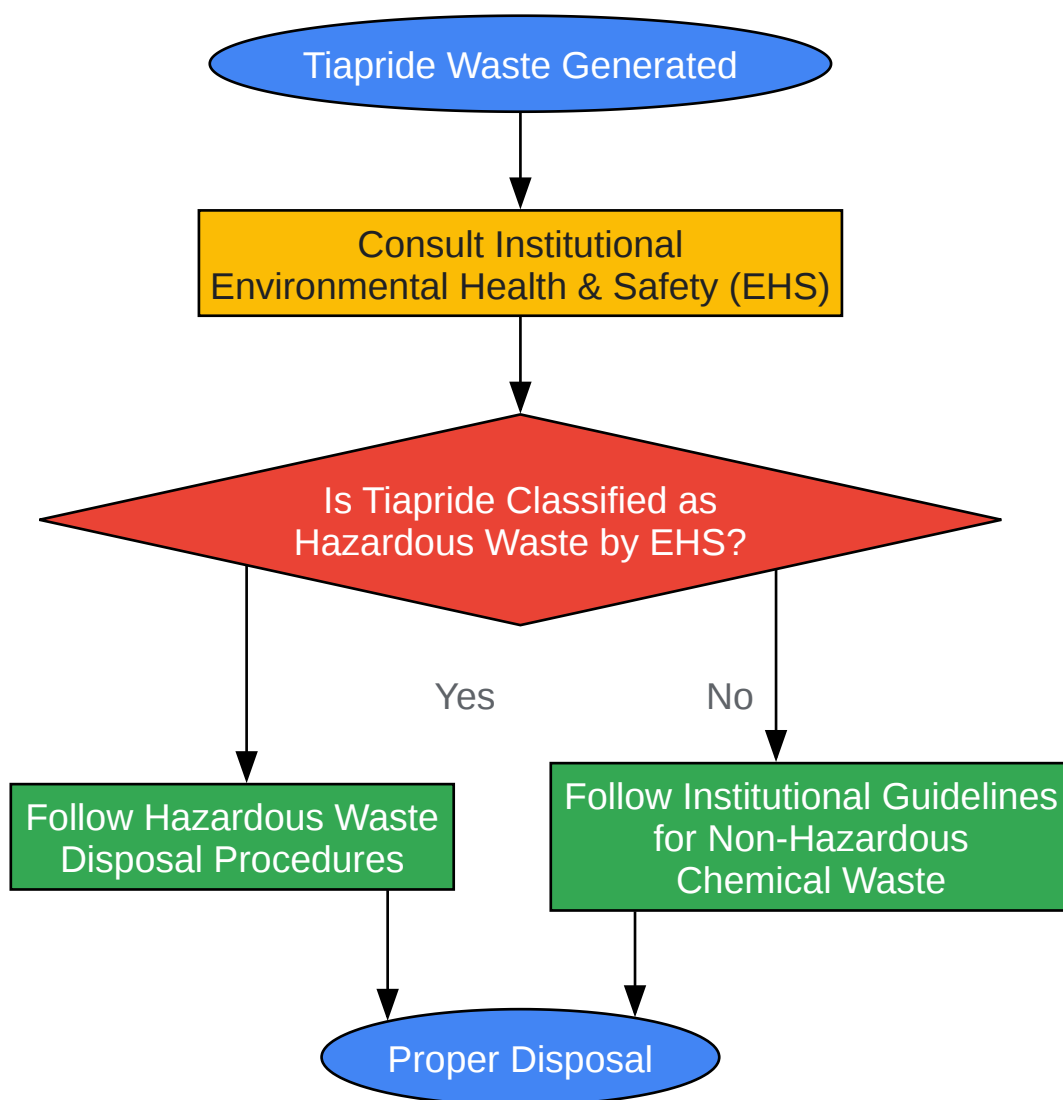 Tiapride Waste Generated
Consult Institutional
Environmental Health & Safety (EHS)
Is Tiapride Classified as
Hazardous Waste by EHS?
Yes
No
Follow Hazardous Waste
Disposal Procedures
Follow Institutional Guidelines
for Non-Hazardous
Chemical Waste
Proper Disposal